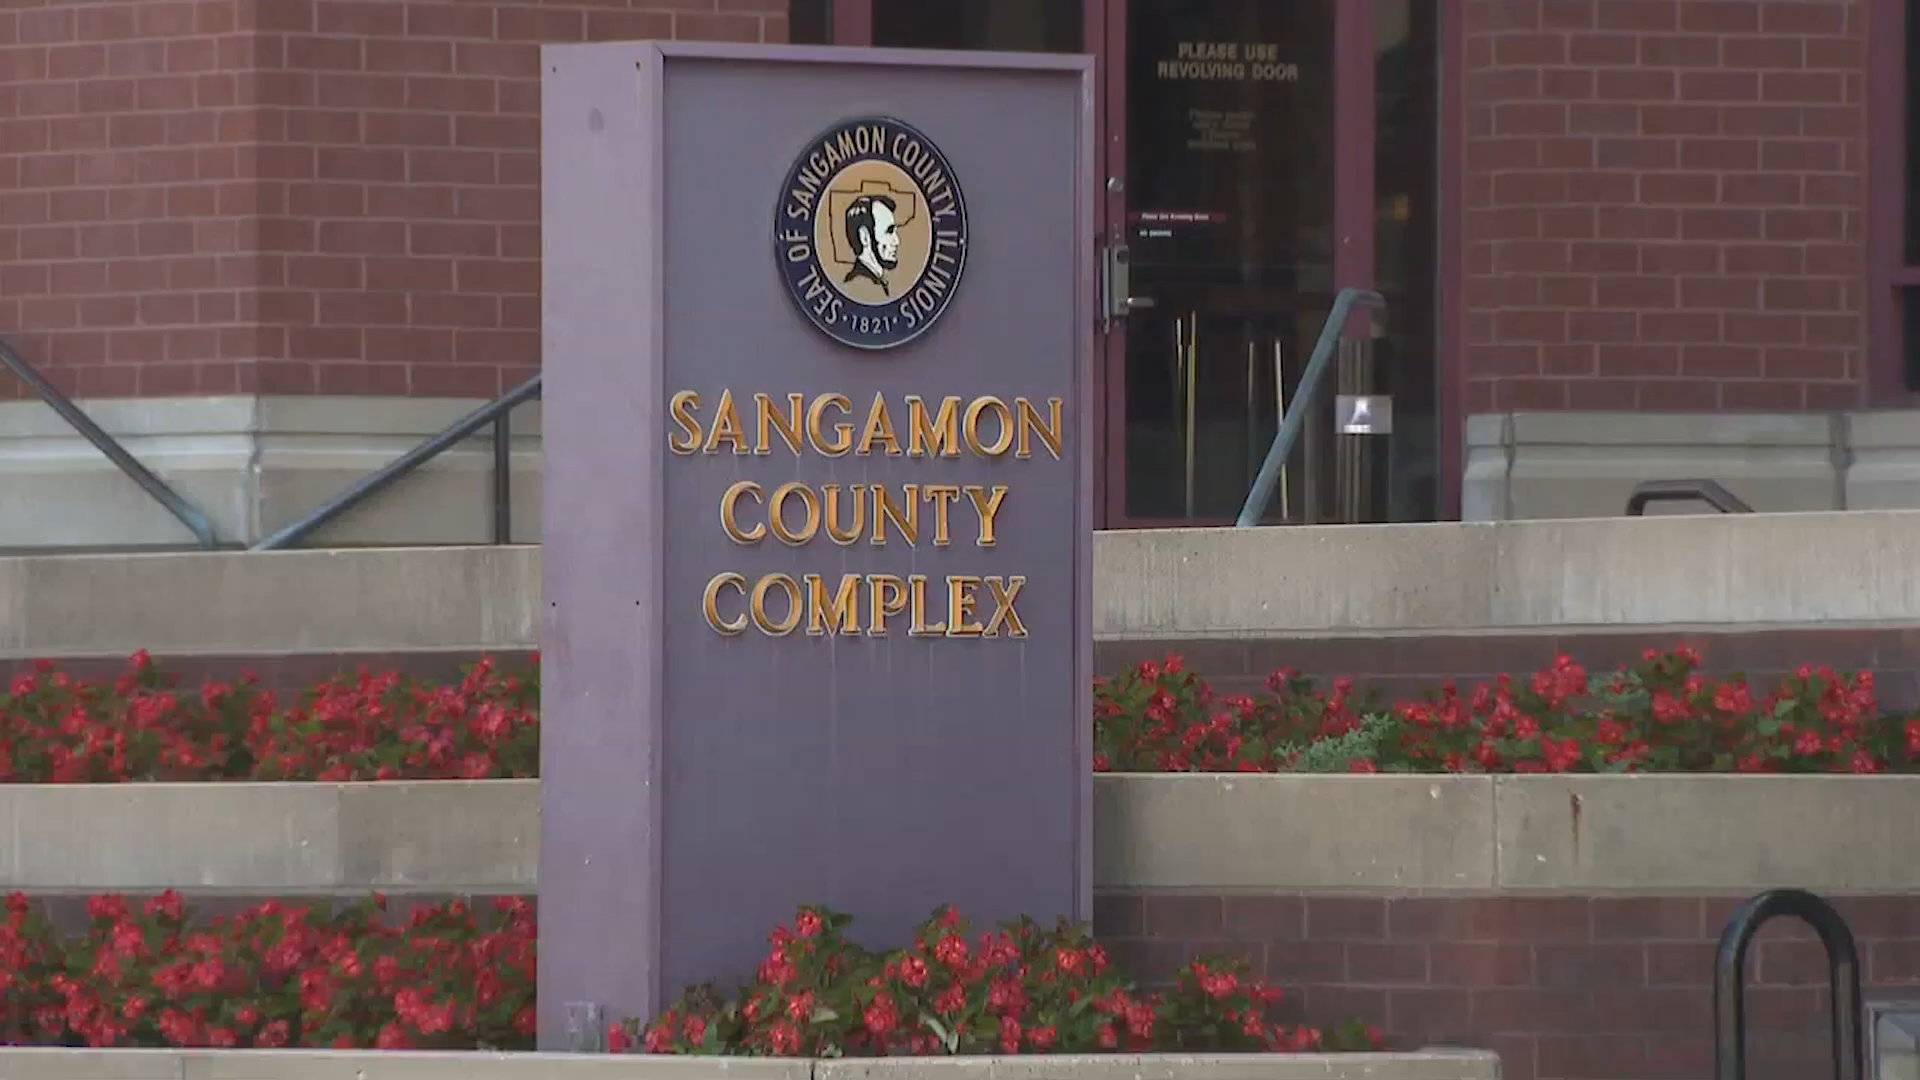 PLEASE USE
REVOLVING DOOR
SEAL OF SANGAMON COUNTY, ILLINOIS
·1821·
SANGAMON
COUNTY
COMPLEX